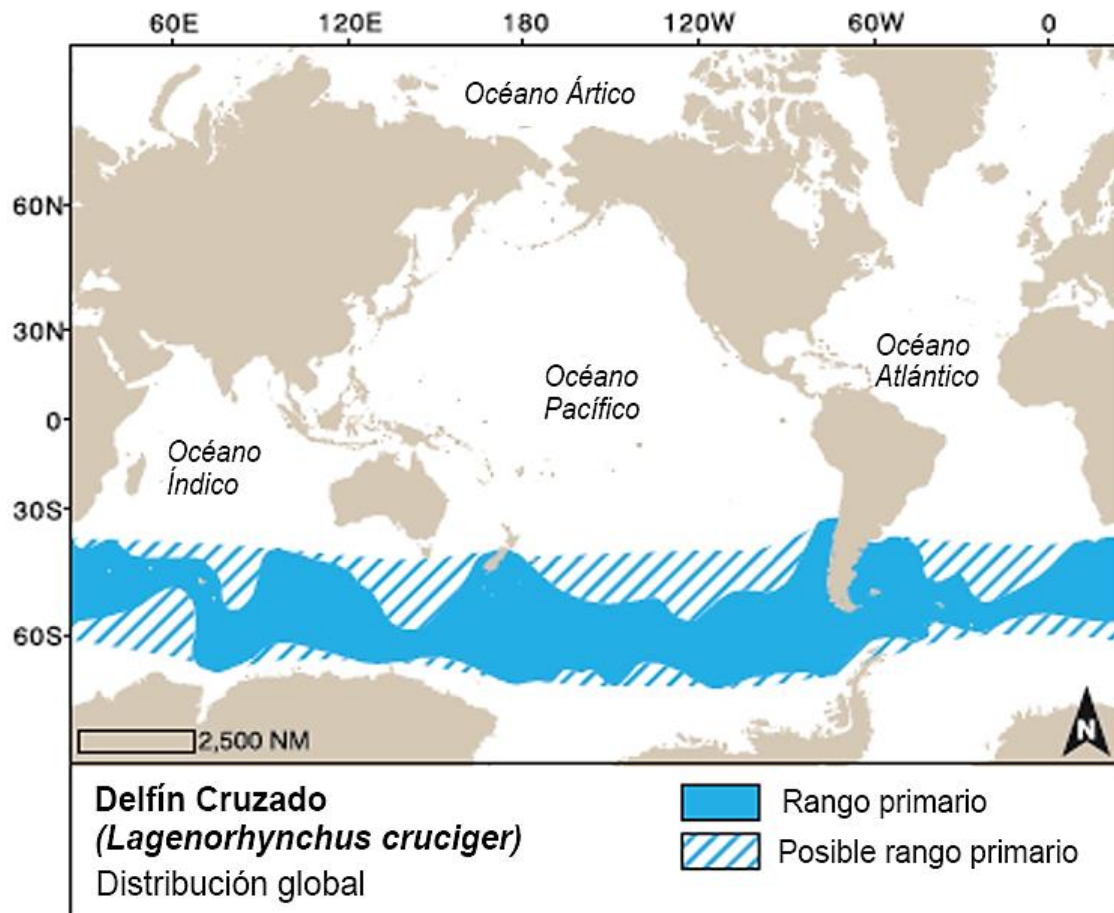 60E 120E 180 120W 60W 0
Océano Ártico
60N
30N
Océano
Atlántico
Océano
Pacífico
0
Océano
Índico
30S
60S
2,500 NM
N
Delfín Cruzado
(Lagenorhynchus cruciger)
Distribución global
Rango primario
Posible rango primario